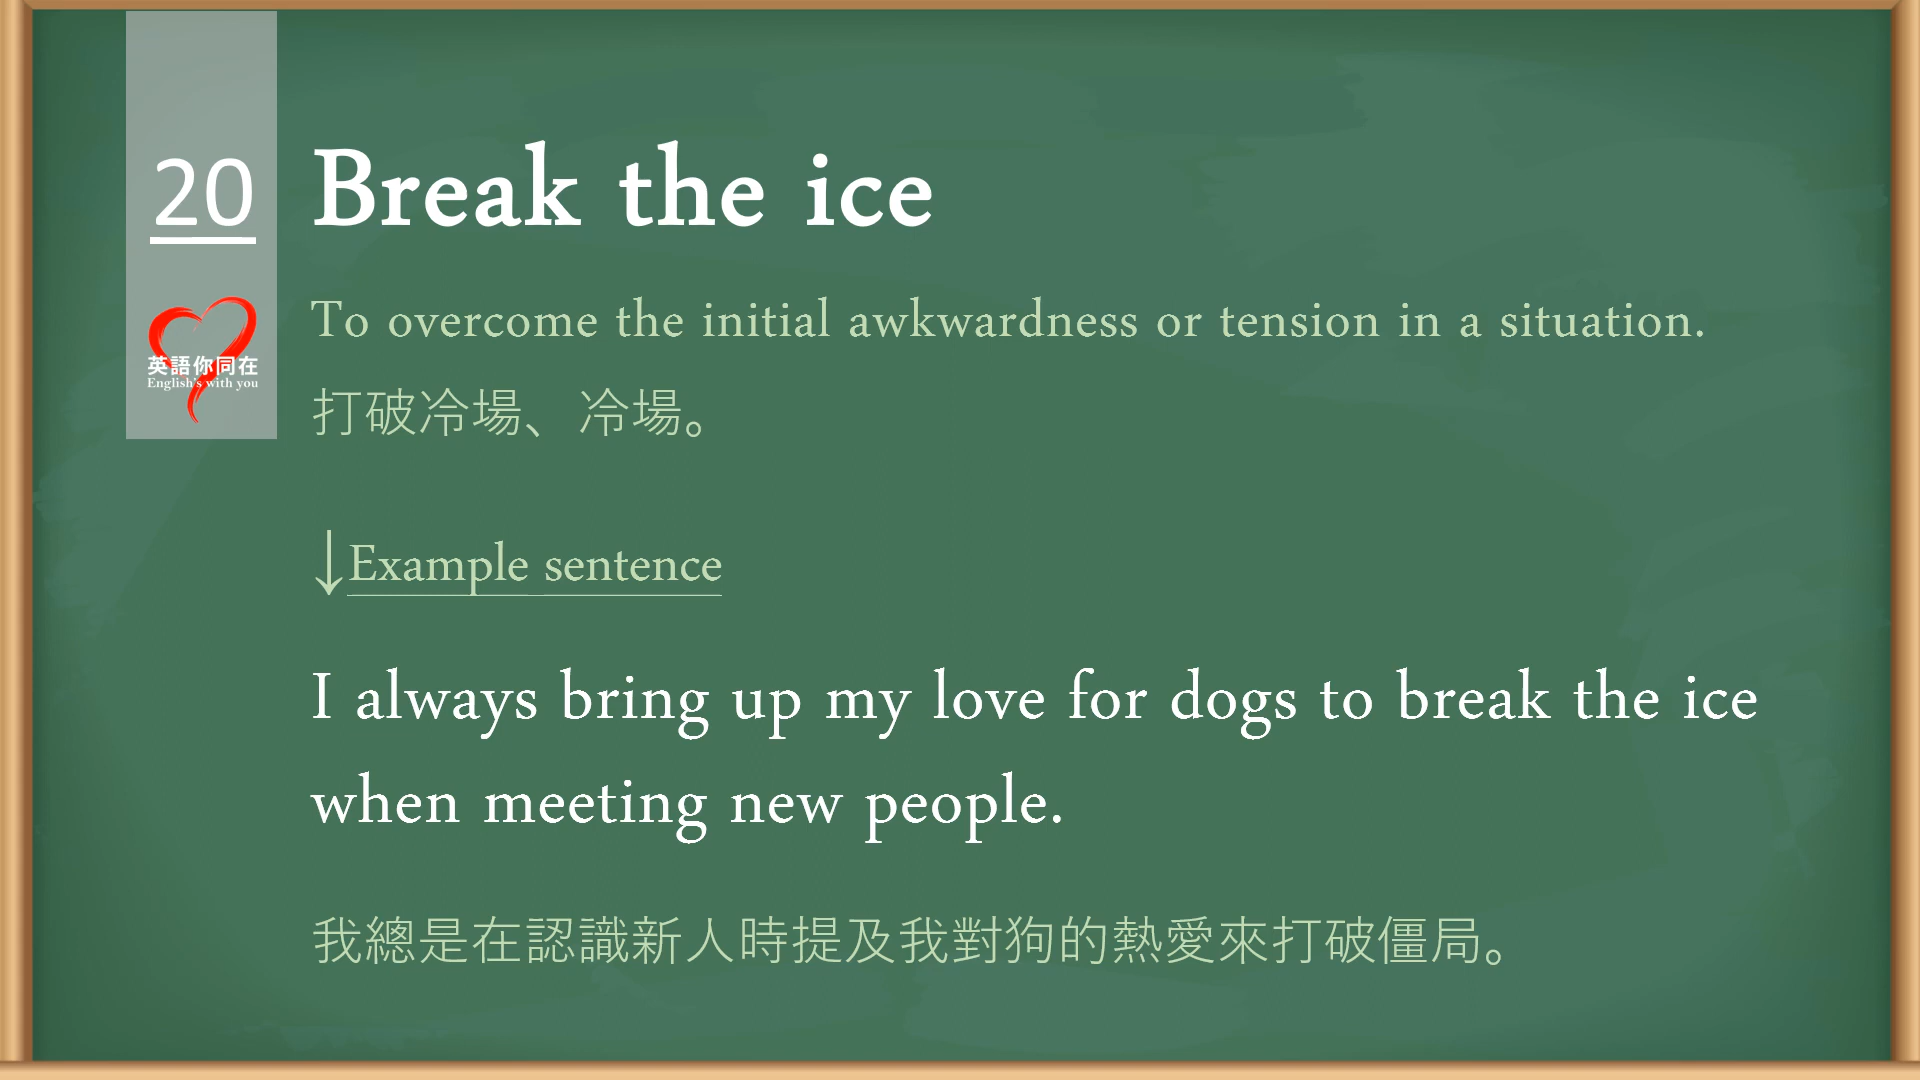 20
Break the ice
英語你同在
English's with you
To overcome the initial awkwardness or tension in a situation.
打破冷場、冷場。
↓Example sentence
I always bring up my love for dogs to break the ice
when meeting new people.
我總是在認識新人時提及我對狗的熱愛來打破僵局。